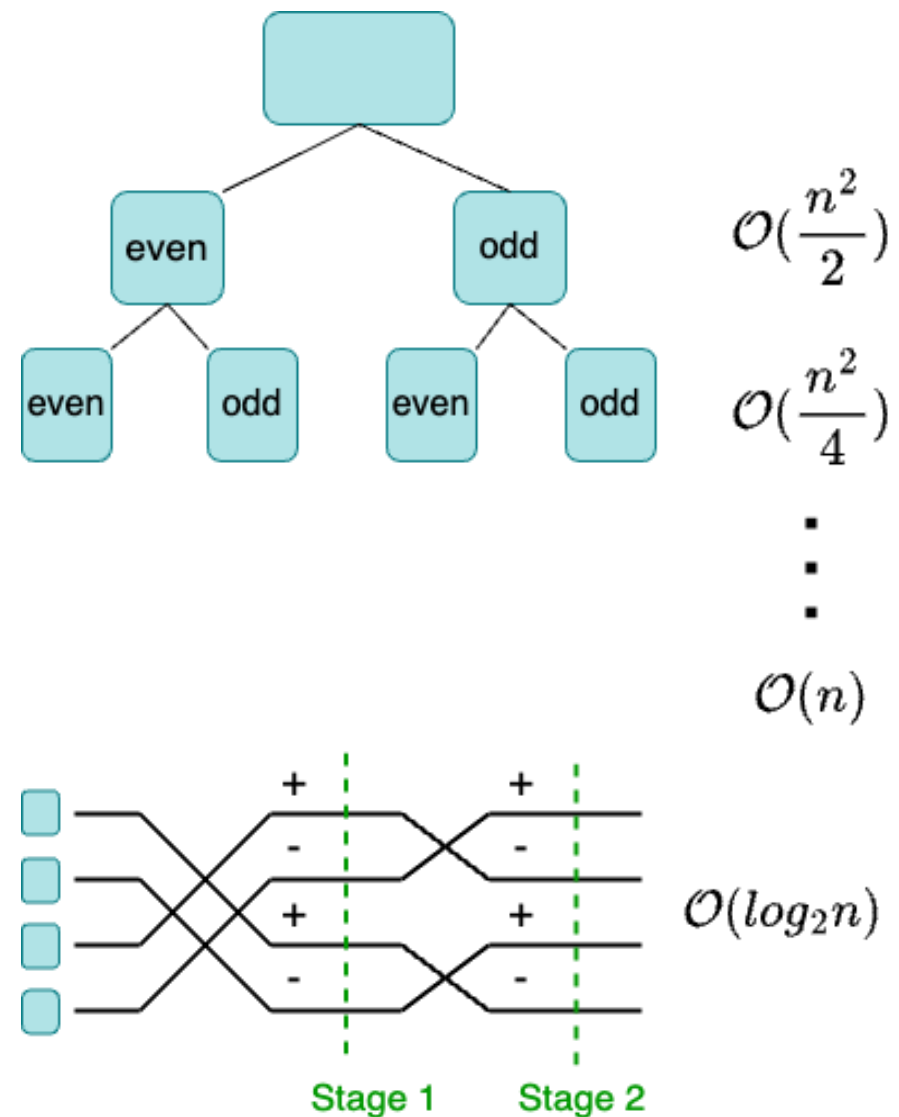 even odd
𝒪(n²/2)
even odd even odd
𝒪(n²/4)
⋮
𝒪(n)
+ +
- -
+ +
𝒪(log₂n)
- -
Stage 1 Stage 2